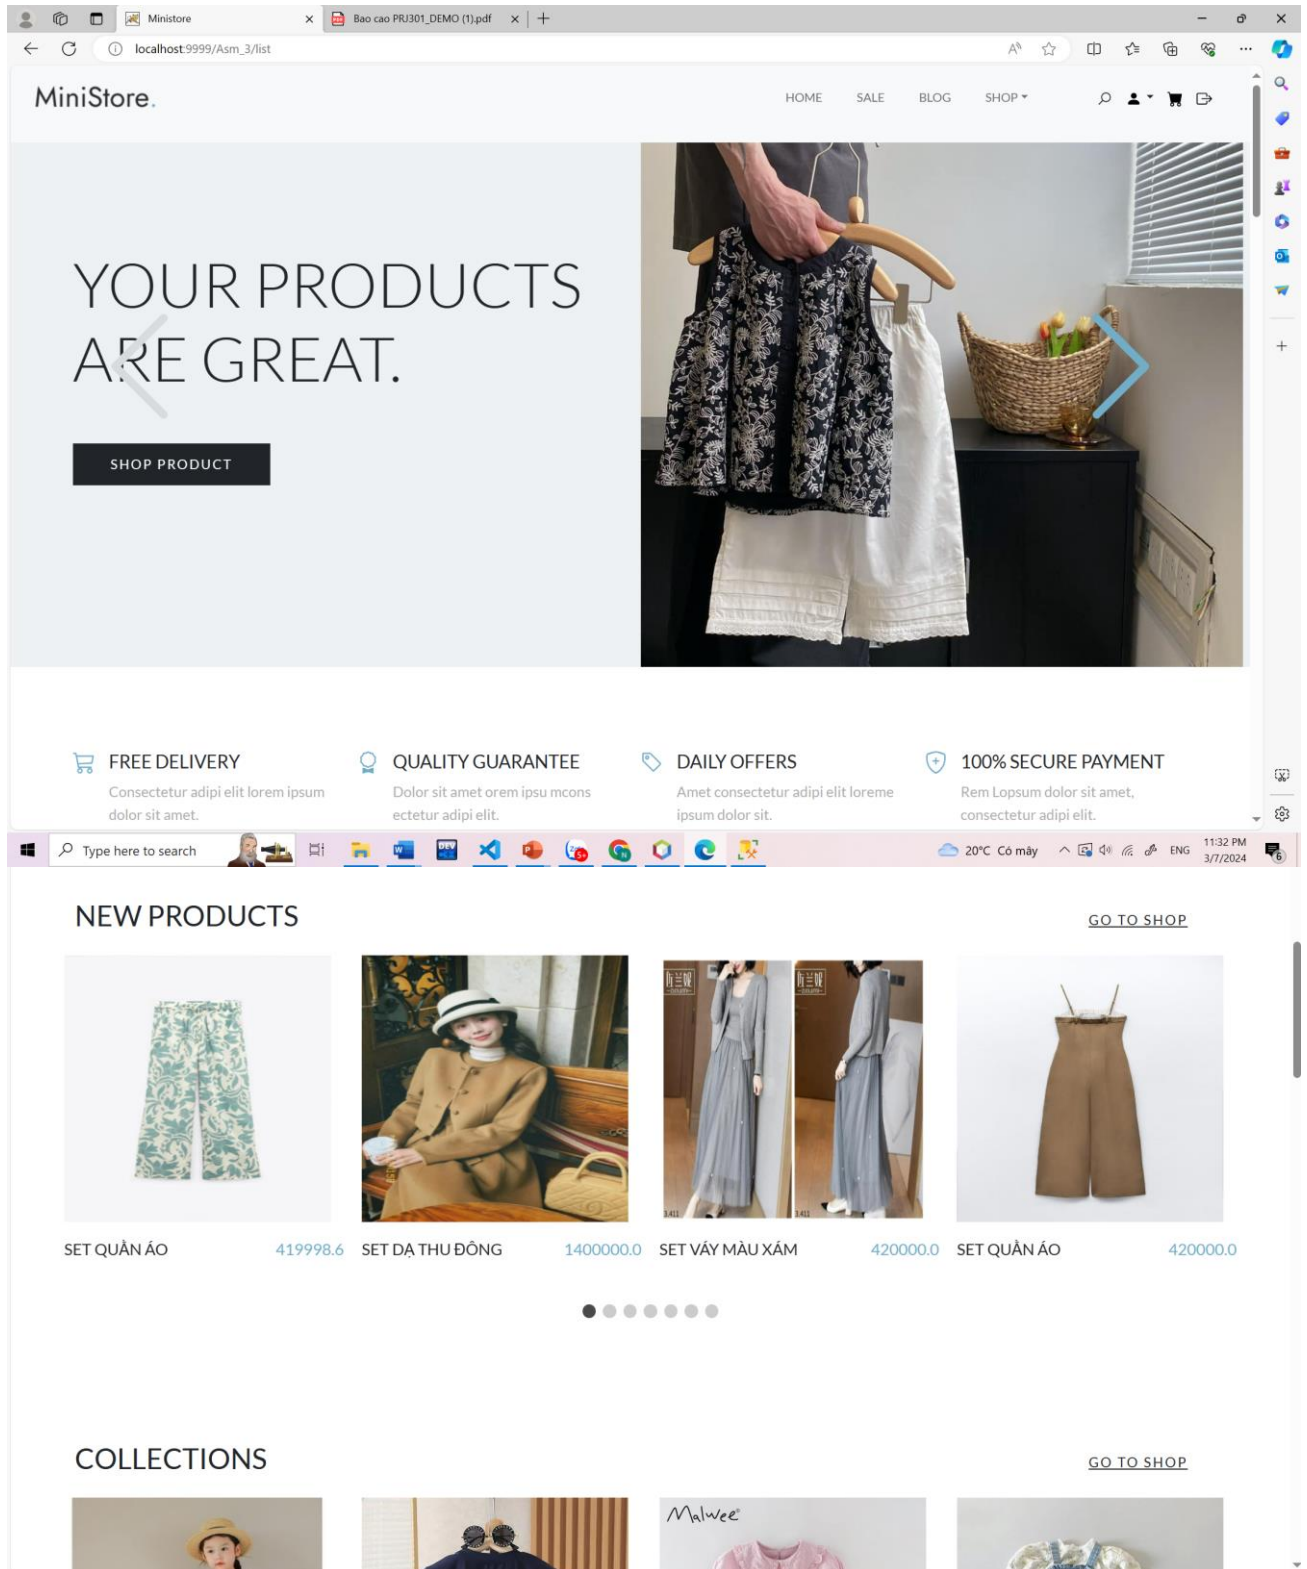 Ministore
Bao cao PRJ301_DEMO (1).pdf
localhost:9999/Asm_3/list
MiniStore.
HOME SALE BLOG SHOP
YOUR PRODUCTS
ARE GREAT.
SHOP PRODUCT
FREE DELIVERY
Consectetur adipi elit lorem ipsum
dolor sit amet.
QUALITY GUARANTEE
Dolor sit amet orem ipsu mcons
ectetur adipi elit.
DAILY OFFERS
Amet consectetur adipi elit loreme
ipsum dolor sit.
100% SECURE PAYMENT
Rem Lopsum dolor sit amet,
consectetur adipi elit.
Type here to search
20°C Có mây
ENG
11:32 PM
3/7/2024
6
NEW PRODUCTS
GO TO SHOP
SET QUẦN ÁO 419998.6
SET DẠ THU ĐÔNG 1400000.0
SET VÁY MÀU XÁM 420000.0
SET QUẦN ÁO 420000.0
COLLECTIONS
GO TO SHOP
Malwee